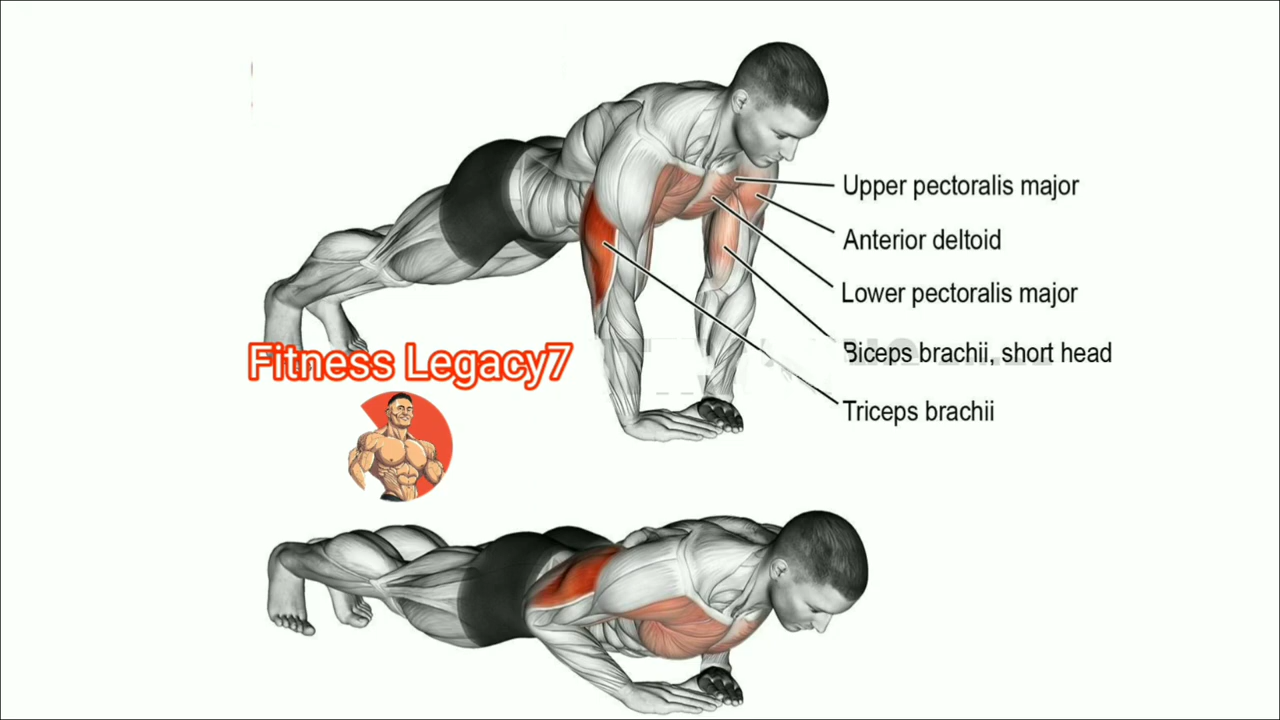 Upper pectoralis major
Anterior deltoid
Lower pectoralis major
Biceps brachii, short head
Fitness Legacy7
Triceps brachii